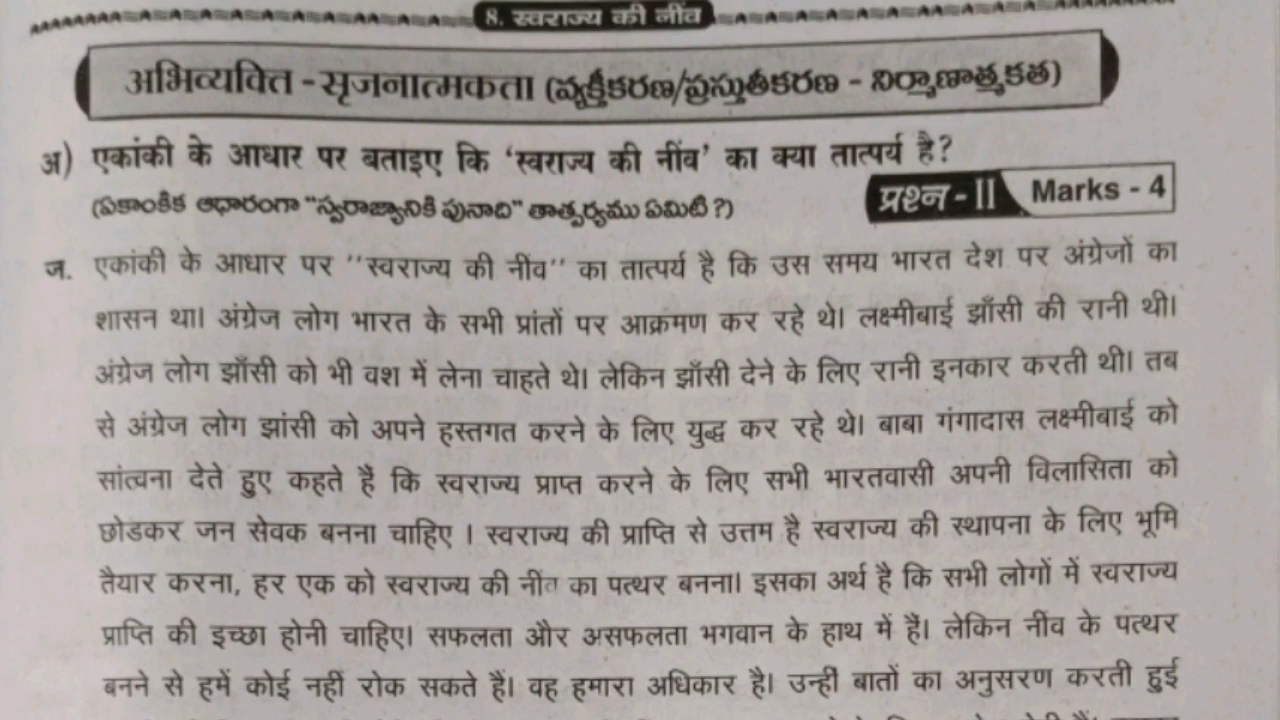 8. स्वराज्य की नींव
अभिव्यक्ति - सृजनात्मकता (వ్యక్తీకరణ/ప్రస్తుతీకరణ - నిర్మాణాత్మకత)
अ) एकांकी के आधार पर बताइए कि 'स्वराज्य की नींव' का क्या तात्पर्य है?
(ఏకాంకిక ఆధారంగా "స్వరాజ్యానికి పునాది" తాత్పర్యము ఏమిటి ?)
प्रश्न - II Marks - 4
ज. एकांकी के आधार पर "स्वराज्य की नींव" का तात्पर्य है कि उस समय भारत देश पर अंग्रेजों का
शासन था। अंग्रेज लोग भारत के सभी प्रांतों पर आक्रमण कर रहे थे। लक्ष्मीबाई झाँसी की रानी थी।
अंग्रेज लोग झाँसी को भी वश में लेना चाहते थे। लेकिन झाँसी देने के लिए रानी इनकार करती थी। तब
से अंग्रेज लोग झांसी को अपने हस्तगत करने के लिए युद्ध कर रहे थे। बाबा गंगादास लक्ष्मीबाई को
सांत्वना देते हुए कहते हैं कि स्वराज्य प्राप्त करने के लिए सभी भारतवासी अपनी विलासिता को
छोडकर जन सेवक बनना चाहिए । स्वराज्य की प्राप्ति से उत्तम है स्वराज्य की स्थापना के लिए भूमि
तैयार करना, हर एक को स्वराज्य की नींव का पत्थर बनना। इसका अर्थ है कि सभी लोगों में स्वराज्य
प्राप्ति की इच्छा होनी चाहिए। सफलता और असफलता भगवान के हाथ में हैं। लेकिन नींव के पत्थर
बनने से हमें कोई नहीं रोक सकते हैं। वह हमारा अधिकार है। उन्हीं बातों का अनुसरण करती हुई